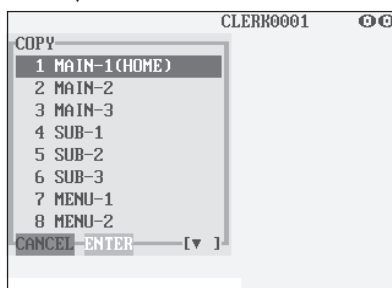 CLERK0001 00
COPY
1 MAIN-1(HOME)
2 MAIN-2
3 MAIN-3
4 SUB-1
5 SUB-2
6 SUB-3
7 MENU-1
8 MENU-2
CANCEL ENTER [▼ ]